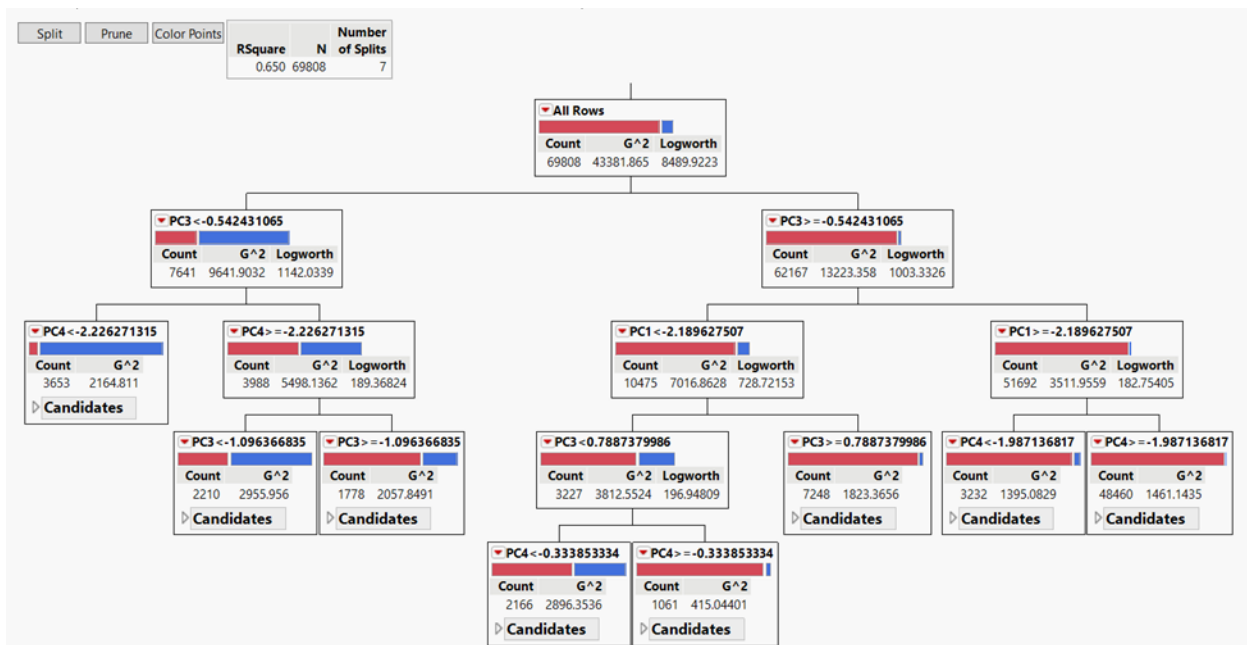 Split Prune Color Points
Number
RSquare N of Splits
0.650 69808 7
All Rows
Count G^2 Logworth
69808 43381.865 8489.9223
PC3<-0.542431065
Count G^2 Logworth
7641 9641.9032 1142.0339
PC3>=-0.542431065
Count G^2 Logworth
62167 13223.358 1003.3326
PC4<-2.226271315
Count G^2
3653 2164.811
Candidates
PC4>=-2.226271315
Count G^2 Logworth
3988 5498.1362 189.36824
PC1<-2.189627507
Count G^2 Logworth
10475 7016.8628 728.72153
PC1>=-2.189627507
Count G^2 Logworth
51692 3511.9559 182.75405
PC3<-1.096366835
Count G^2
2210 2955.956
Candidates
PC3>=-1.096366835
Count G^2
1778 2057.8491
Candidates
PC3<0.7887379986
Count G^2 Logworth
3227 3812.5524 196.94809
PC3>=0.7887379986
Count G^2
7248 1823.3656
Candidates
PC4<-1.987136817
Count G^2
3232 1395.0829
Candidates
PC4>=-1.987136817
Count G^2
48460 1461.1435
Candidates
PC4<-0.333853334
Count G^2
2166 2896.3536
Candidates
PC4>=-0.333853334
Count G^2
1061 415.04401
Candidates